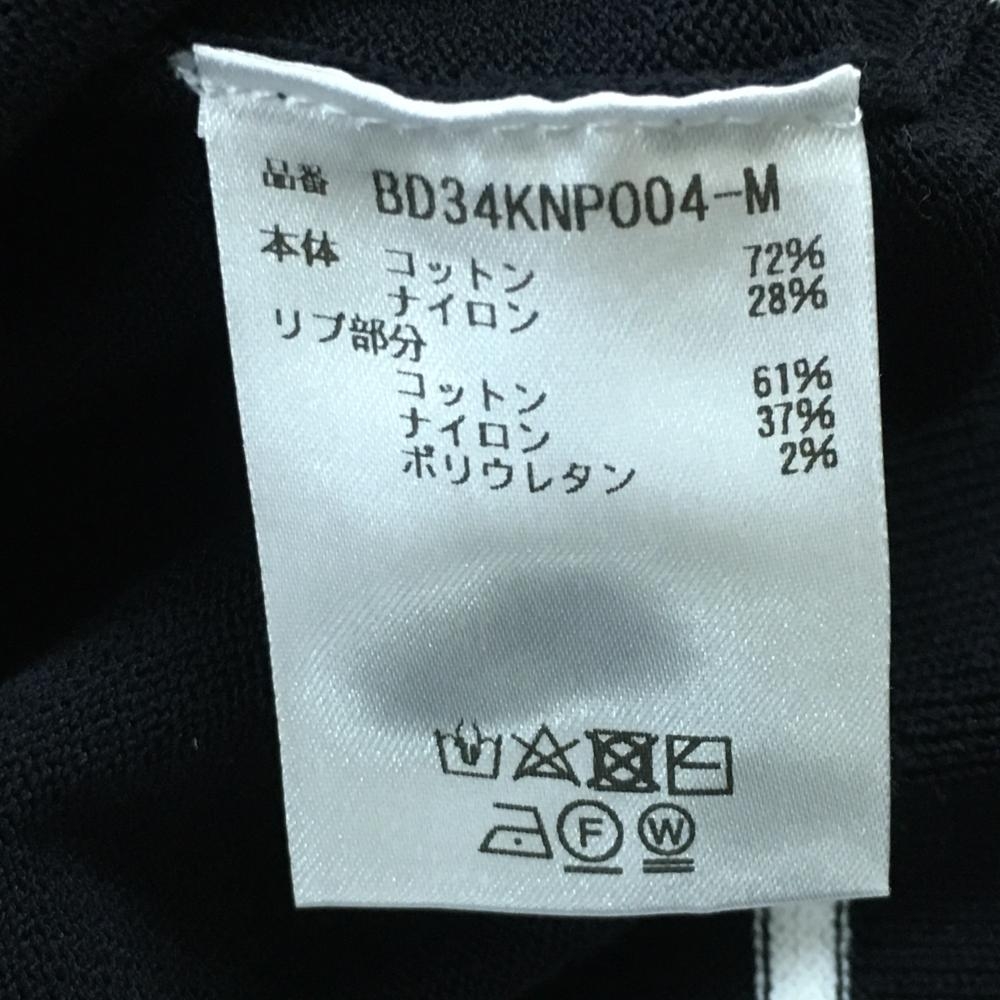 品番 BD34KNP004-M
本体 コットン 72%
ナイロン 28%
リブ部分
コットン 61%
ナイロン 37%
ポリウレタン 2%
F W